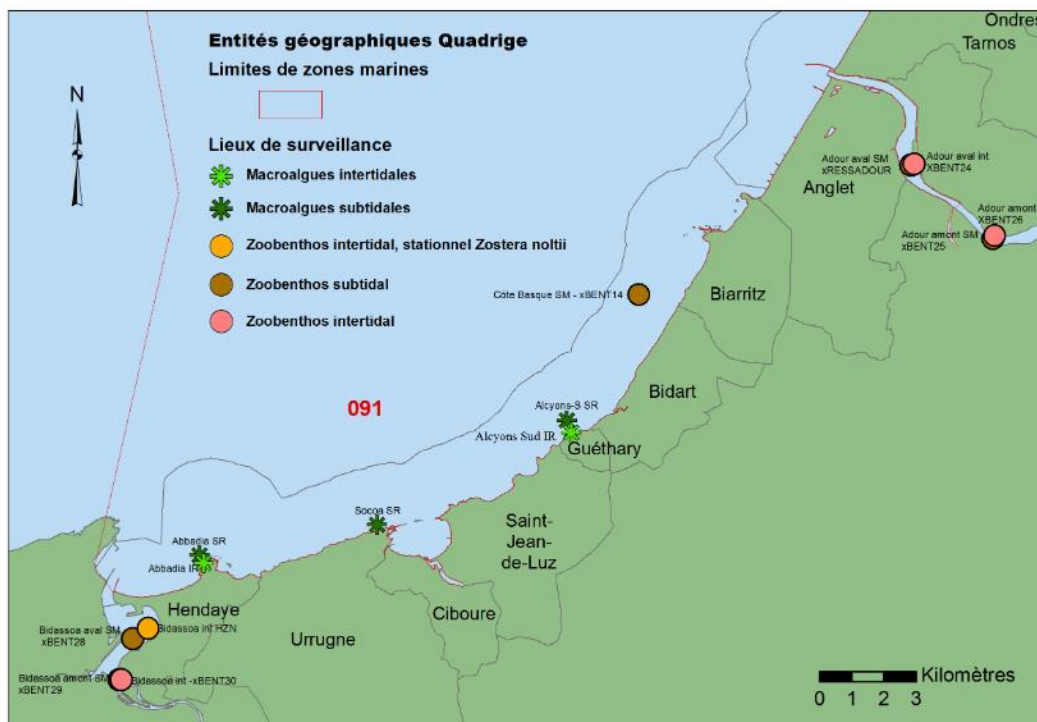 Entités géographiques Quadrige
Limites de zones marines
N
Lieux de surveillance
Macroalgues intertidales
Macroalgues subtidales
Zoobenthos intertidal, stationnel Zostera noltii
Zoobenthos subtidal
Zoobenthos intertidal
Ondres
Tarnos
Adour aval SM
xRESSADOUR
Adour aval int
XBENT24
Anglet
Adour amont
XBENT26
Adour amont SM
xBENT25
Côte Basque SM - xBENT14
Biarritz
Bidart
091
Alcyons-S SR
Alcyons Sud IR
Guéthary
Socoa SR
Saint-
Jean-
de-Luz
Abbadia SR
Abbadia IR
Hendaye
Ciboure
Urrugne
Bidassoa aval SM
xBENT28
Bidassoa int HZN
Bidassoa amont SM
xBENT29
Bidassoa int -xBENT30
Kilomètres
0 1 2 3